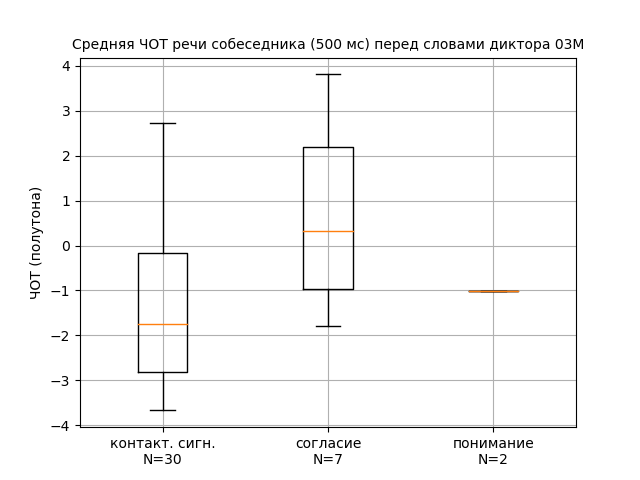 Средняя ЧОТ речи собеседника (500 мс) перед словами диктора 03М
ЧОТ (полутона)
4
3
2
1
0
−1
−2
−3
−4
контакт. сигн.
N=30
согласие
N=7
понимание
N=2